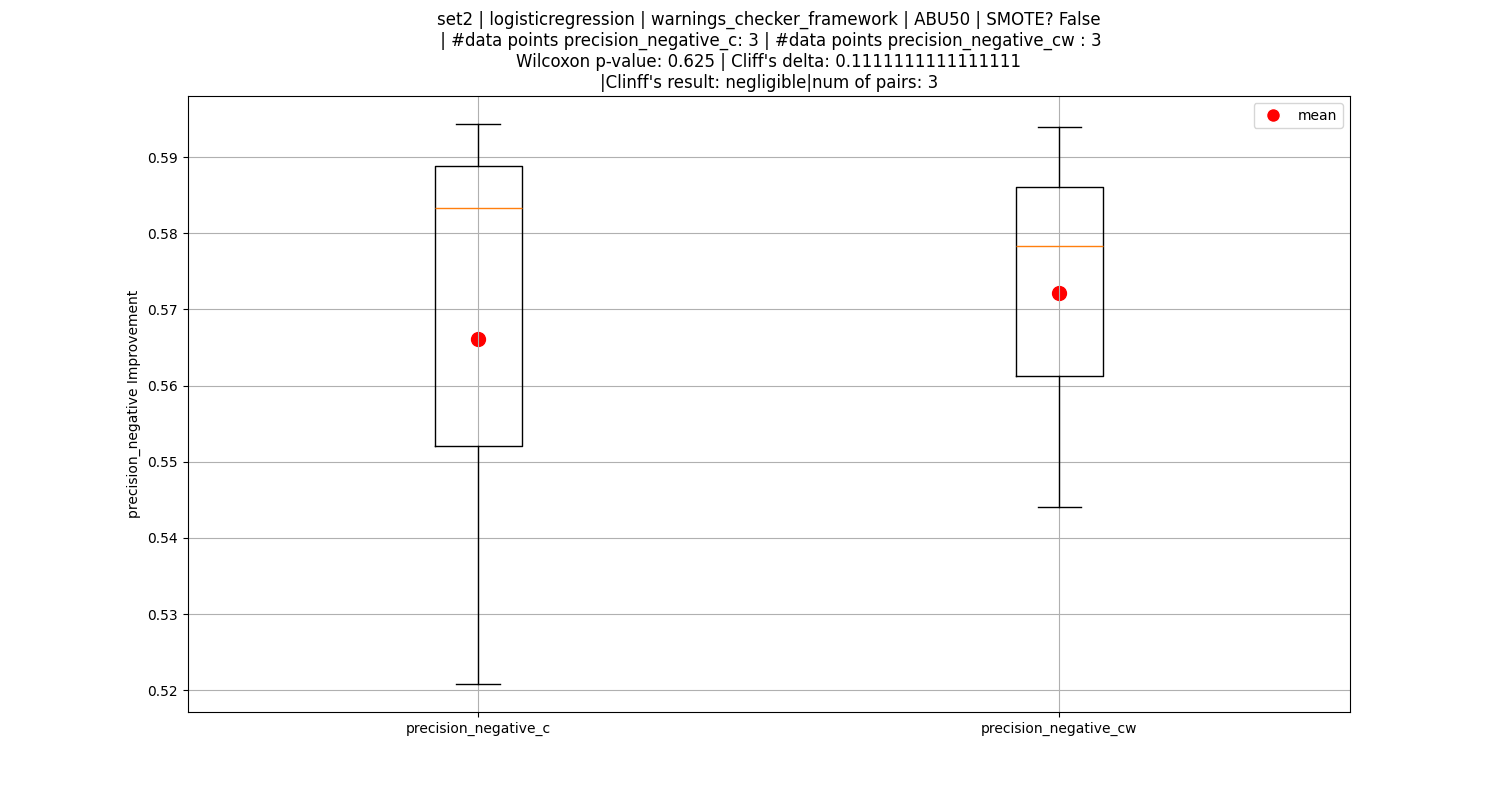 set2 | logisticregression | warnings_checker_framework | ABU50 | SMOTE? False
| #data points precision_negative_c: 3 | #data points precision_negative_cw : 3
Wilcoxon p-value: 0.625 | Cliff's delta: 0.1111111111111111
|Clinff's result: negligible|num of pairs: 3
mean
0.59
0.58
0.57
0.56
0.55
0.54
0.53
0.52
precision_negative Improvement
precision_negative_c
precision_negative_cw